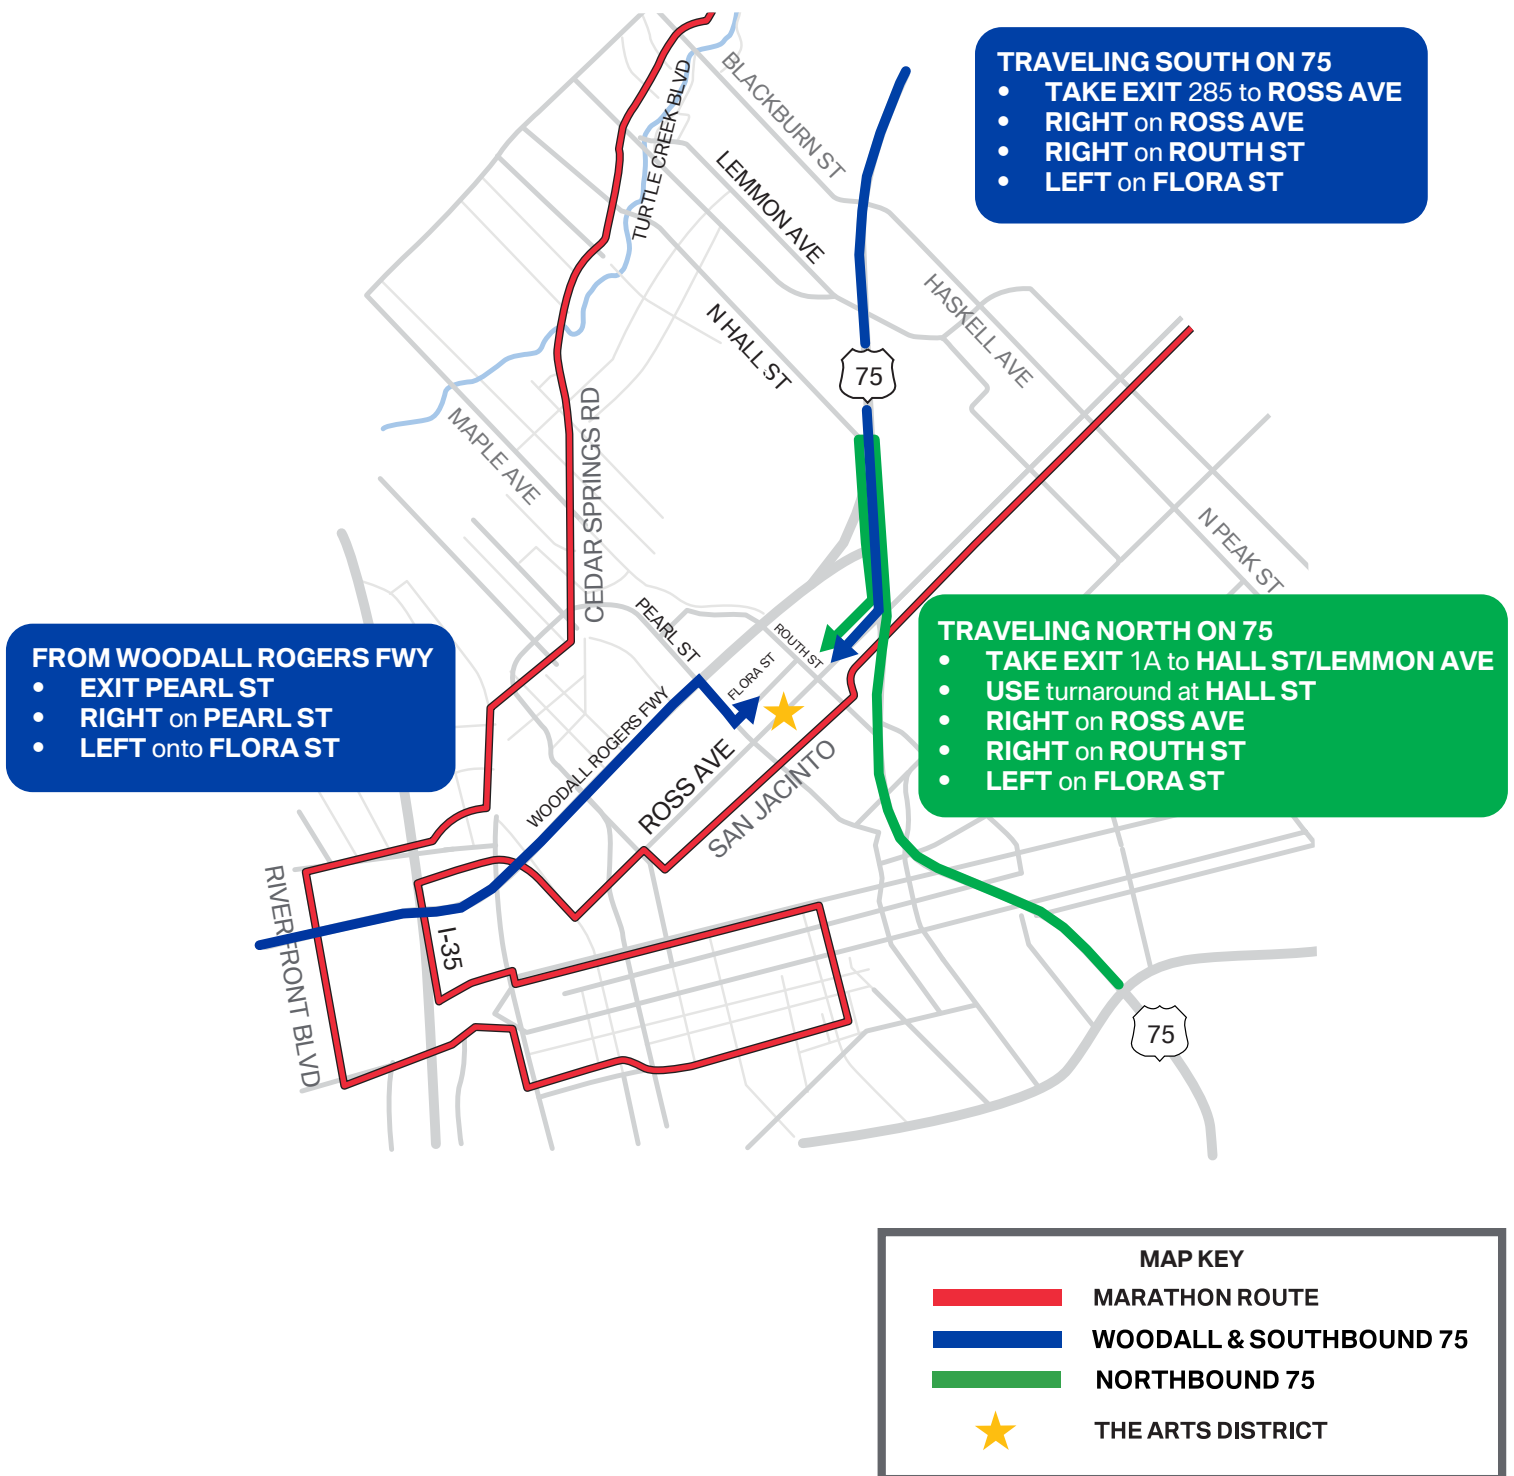 TRAVELING SOUTH ON 75
• TAKE EXIT 285 to ROSS AVE
• RIGHT on ROSS AVE
• RIGHT on ROUTH ST
• LEFT on FLORA ST
BLACKBURN ST
TURTLE CREEK BLVD
LEMMON AVE
HASKELL AVE
N HALL ST
75
MAPLE AVE
CEDAR SPRINGS RD
N PEAK ST
PEARL ST
ROUTH ST
FLORA ST
FROM WOODALL ROGERS FWY
• EXIT PEARL ST
• RIGHT on PEARL ST
• LEFT onto FLORA ST
TRAVELING NORTH ON 75
• TAKE EXIT 1A to HALL ST/LEMMON AVE
• USE turnaround at HALL ST
• RIGHT on ROSS AVE
• RIGHT on ROUTH ST
• LEFT on FLORA ST
WOODALL ROGERS FWY
ROSS AVE
SAN JACINTO
RIVERFRONT BLVD
I-35
75
MAP KEY
MARATHON ROUTE
WOODALL & SOUTHBOUND 75
NORTHBOUND 75
THE ARTS DISTRICT